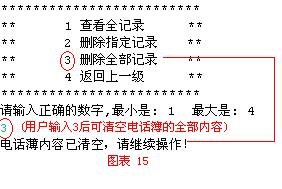 **************************
**      1 查看全记录      **
**      2 删除指定记录    **
**      3 删除全部记录    **
**      4 返回上一级      **
**************************
请输入正确的数字,最小是: 1  最大是: 4
3 (用户输入3后可清空电话簿的全部内容)
电话薄内容已清空，请继续操作!
图表 15